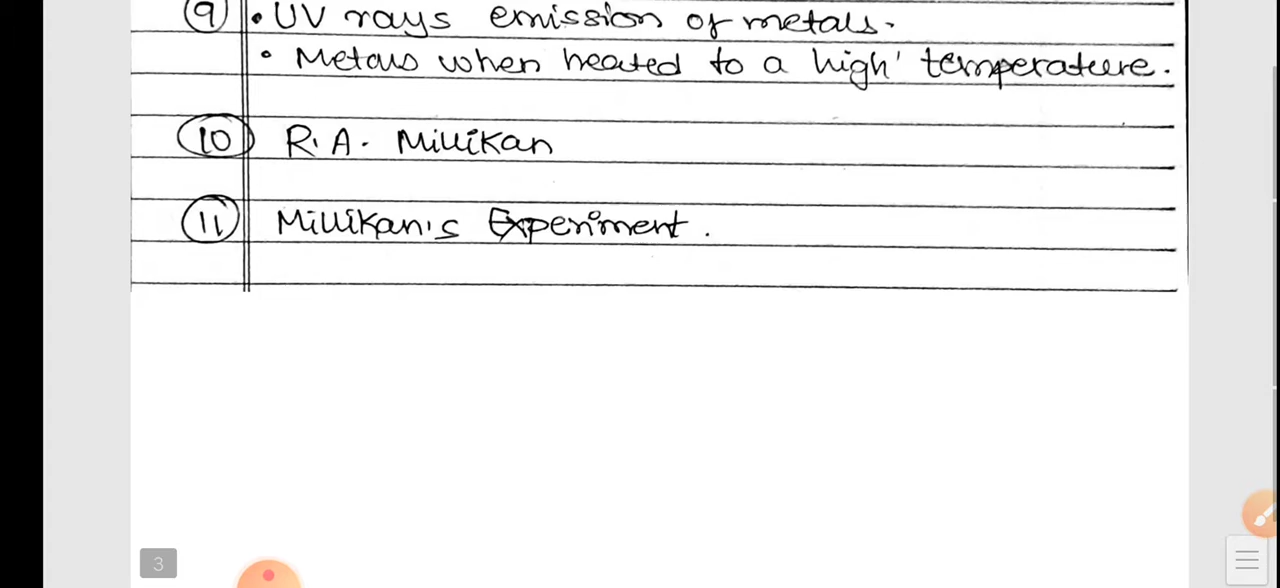 9 • UV rays emission of metals.
• Metals when heated to a high temperature.
10 R.A. Millikan
11 Millikan's Experiment.
3